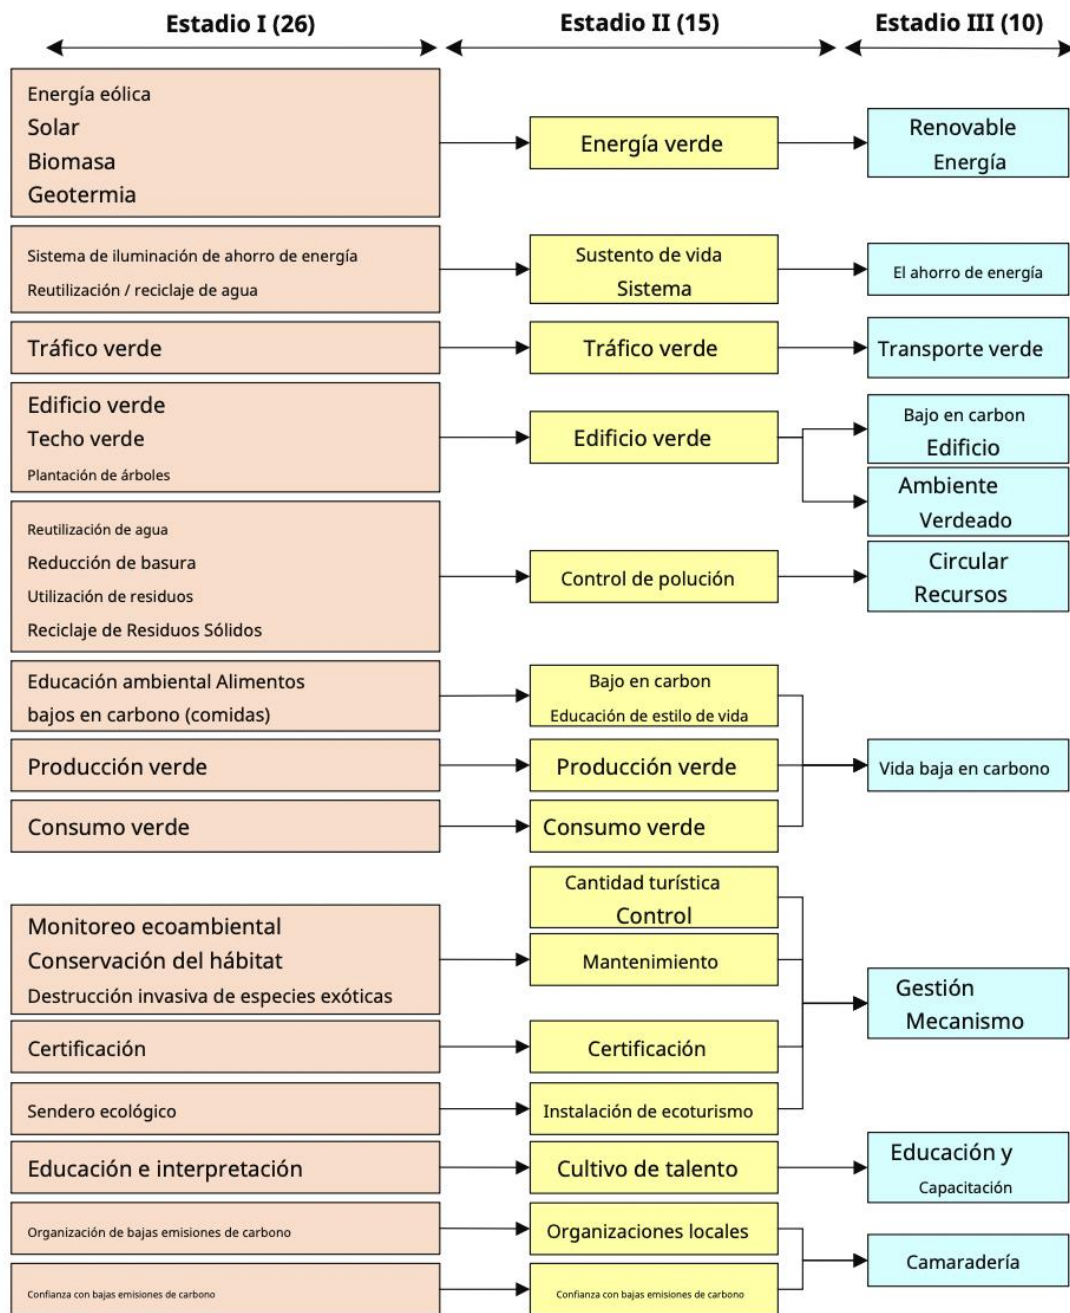 Estadio I (26)
Estadio II (15)
Estadio III (10)
Energía eólica
Solar
Biomasa
Geotermia
Energía verde
Renovable
Energía
Sistema de iluminación de ahorro de energía
Reutilización / reciclaje de agua
Sustento de vida
Sistema
El ahorro de energía
Tráfico verde
Tráfico verde
Transporte verde
Edificio verde
Techo verde
Plantación de árboles
Edificio verde
Bajo en carbon
Edificio
Ambiente
Verdeado
Reutilización de agua
Reducción de basura
Utilización de residuos
Reciclaje de Residuos Sólidos
Control de polución
Circular
Recursos
Educación ambiental Alimentos
bajos en carbono (comidas)
Bajo en carbon
Educación de estilo de vida
Producción verde
Producción verde
Vida baja en carbono
Consumo verde
Consumo verde
Cantidad turística
Control
Monitoreo ecoambiental
Conservación del hábitat
Destrucción invasiva de especies exóticas
Mantenimiento
Gestión
Mecanismo
Certificación
Certificación
Sendero ecológico
Instalación de ecoturismo
Educación e interpretación
Cultivo de talento
Educación y
Capacitación
Organización de bajas emisiones de carbono
Organizaciones locales
Camaradería
Confianza con bajas emisiones de carbono
Confianza con bajas emisiones de carbono